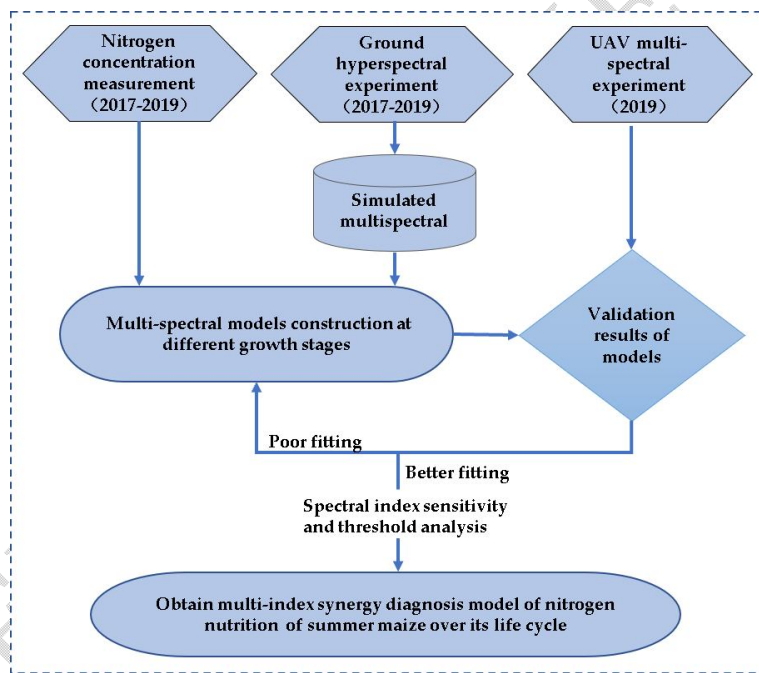 Nitrogen
concentration
measurement
（2017-2019）
Ground
hyperspectral
experiment
（2017-2019）
UAV multi-
spectral
experiment
（2019）
Simulated
multispectral
Multi-spectral models construction at
different growth stages
Validation
results of
models
Poor fitting
Better fitting
Spectral index sensitivity
and threshold analysis
Obtain multi-index synergy diagnosis model of nitrogen
nutrition of summer maize over its life cycle